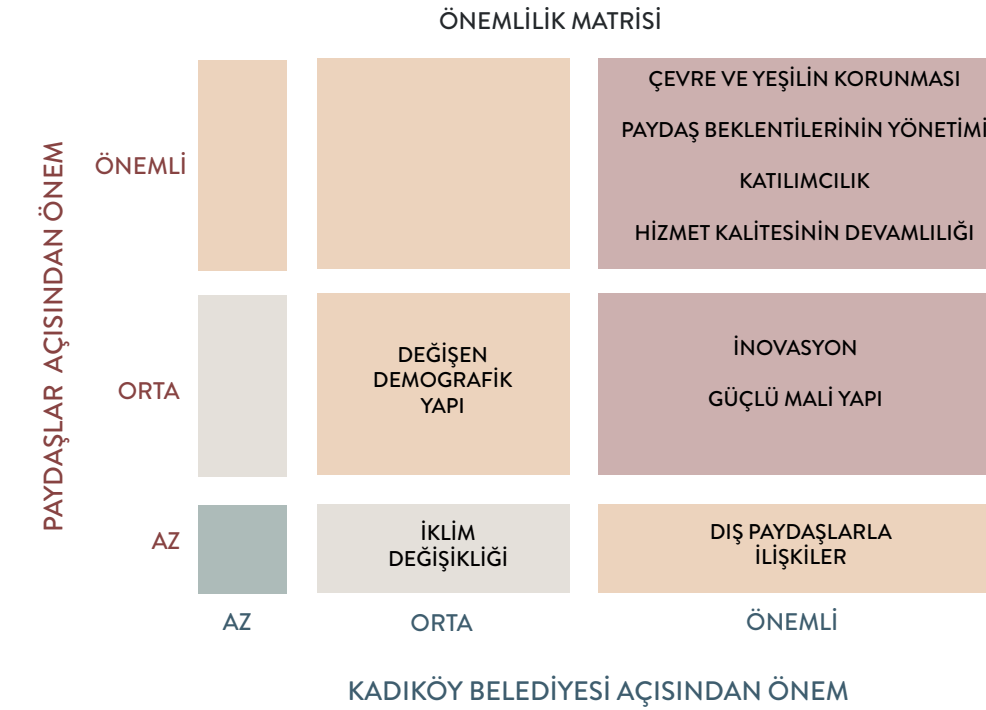 ÖNEMLİLİK MATRİSİ
PAYDAŞLAR AÇISINDAN ÖNEM
ÖNEMLİ
ÇEVRE VE YEŞİLİN KORUNMASI
PAYDAŞ BEKLENTİLERİNİN YÖNETİMİ
KATILIMCILIK
HİZMET KALİTESİNİN DEVAMLILIĞI
ORTA
DEĞİŞEN
DEMOGRAFİK
YAPI
İNOVASYON
GÜÇLÜ MALİ YAPI
AZ
İKLİM
DEĞİŞİKLİĞİ
DIŞ PAYDAŞLARLA
İLİŞKİLER
AZ
ORTA
ÖNEMLİ
KADIKÖY BELEDİYESİ AÇISINDAN ÖNEM